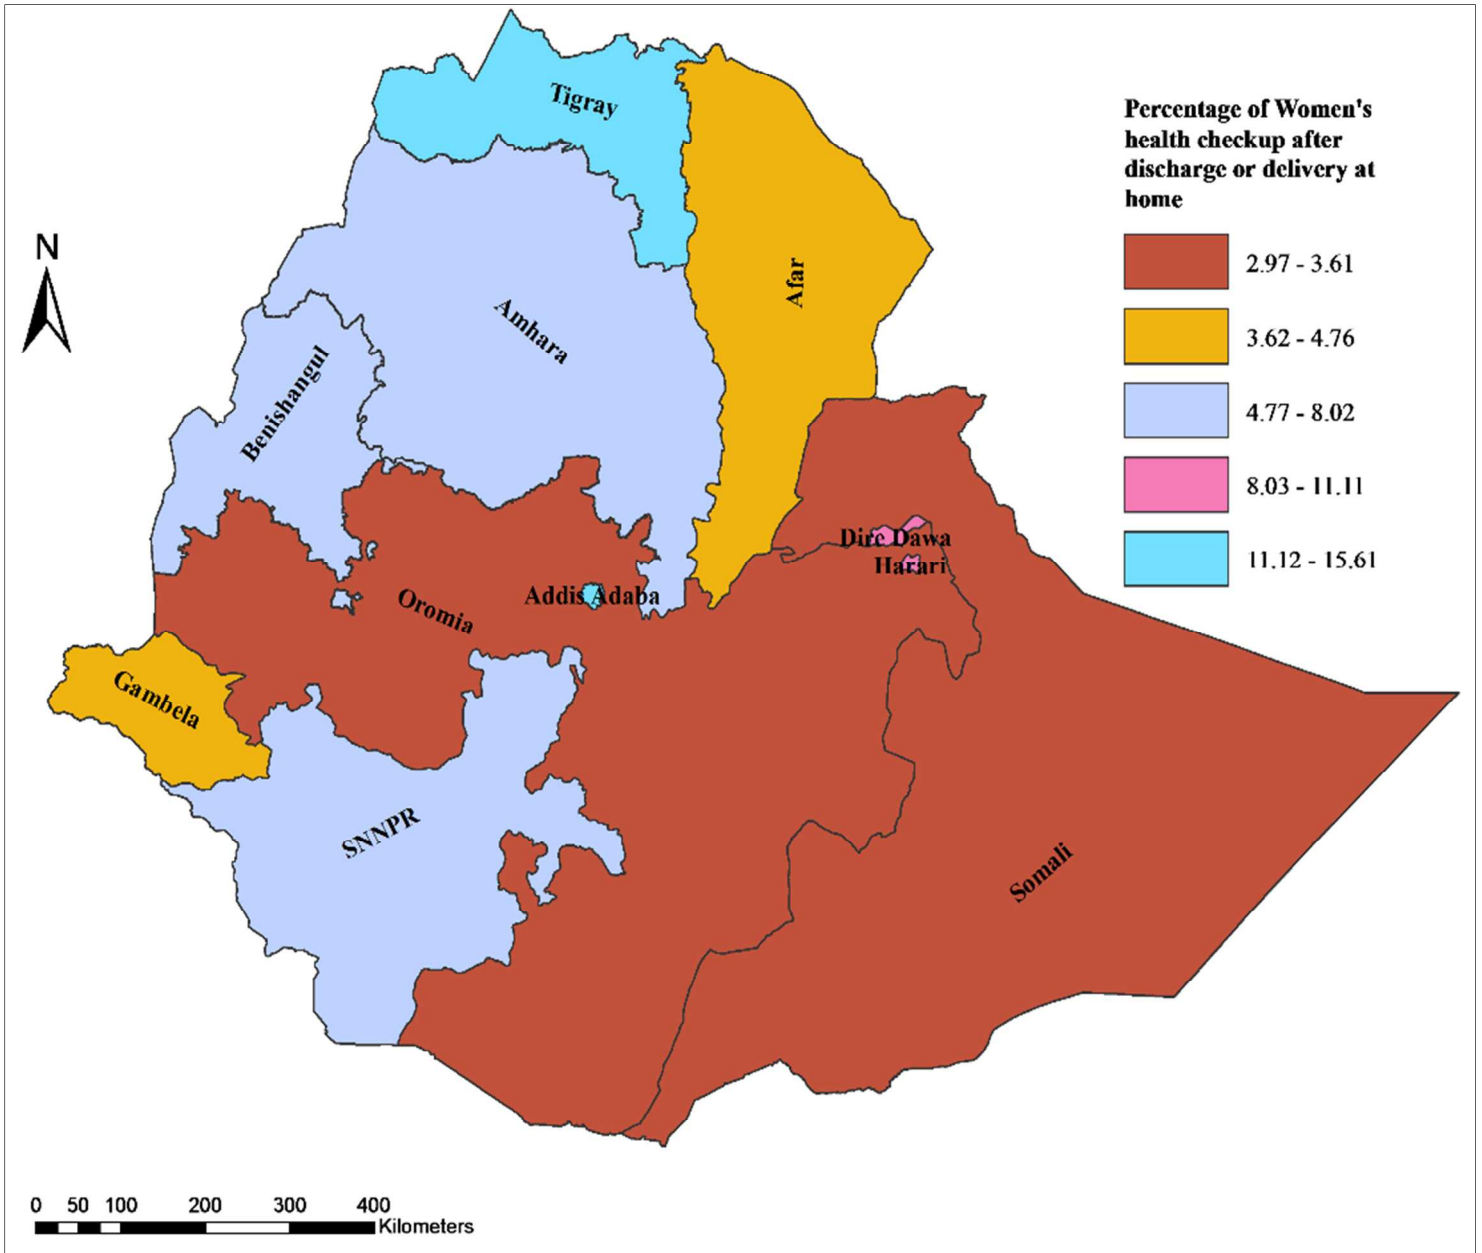 Tigray
Percentage of Women's
health checkup after
discharge or delivery at
home
N
2.97 - 3.61
Afar
Amhara
3.62 - 4.76
Benishangul
4.77 - 8.02
8.03 - 11.11
Dire Dawa
11.12 - 15.61
Harari
Addis Adaba
Oromia
Gambela
SNNPR
Somali
0 50 100 200 300 400
Kilometers